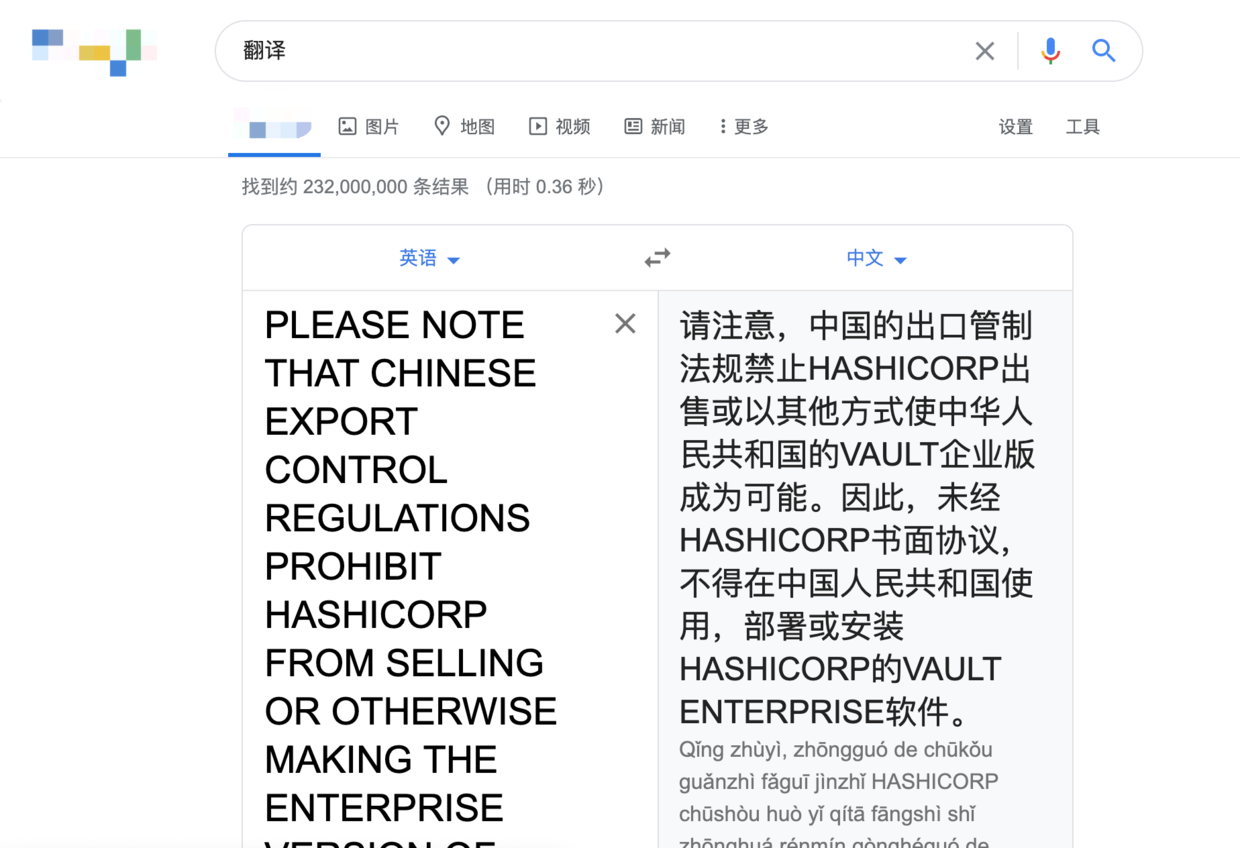 翻译
图片
地图
视频
新闻
更多
设置
工具
找到约 232,000,000 条结果 （用时 0.36 秒）
英语
中文
PLEASE NOTE
THAT CHINESE
EXPORT
CONTROL
REGULATIONS
PROHIBIT
HASHICORP
FROM SELLING
OR OTHERWISE
MAKING THE
ENTERPRISE
VERSION OF
请注意，中国的出口管制
法规禁止HASHICORP出
售或以其他方式使中华人
民共和国的VAULT企业版
成为可能。因此，未经
HASHICORP书面协议，
不得在中国人民共和国使
用，部署或安装
HASHICORP的VAULT
ENTERPRISE软件。
Qǐng zhùyì, zhōngguó de chūkǒu
guǎnzhì fǎguī jìnzhǐ HASHICORP
chūshòu huò yǐ qítā fāngshì shǐ
zhōnghuá rénmín gònghéguó de